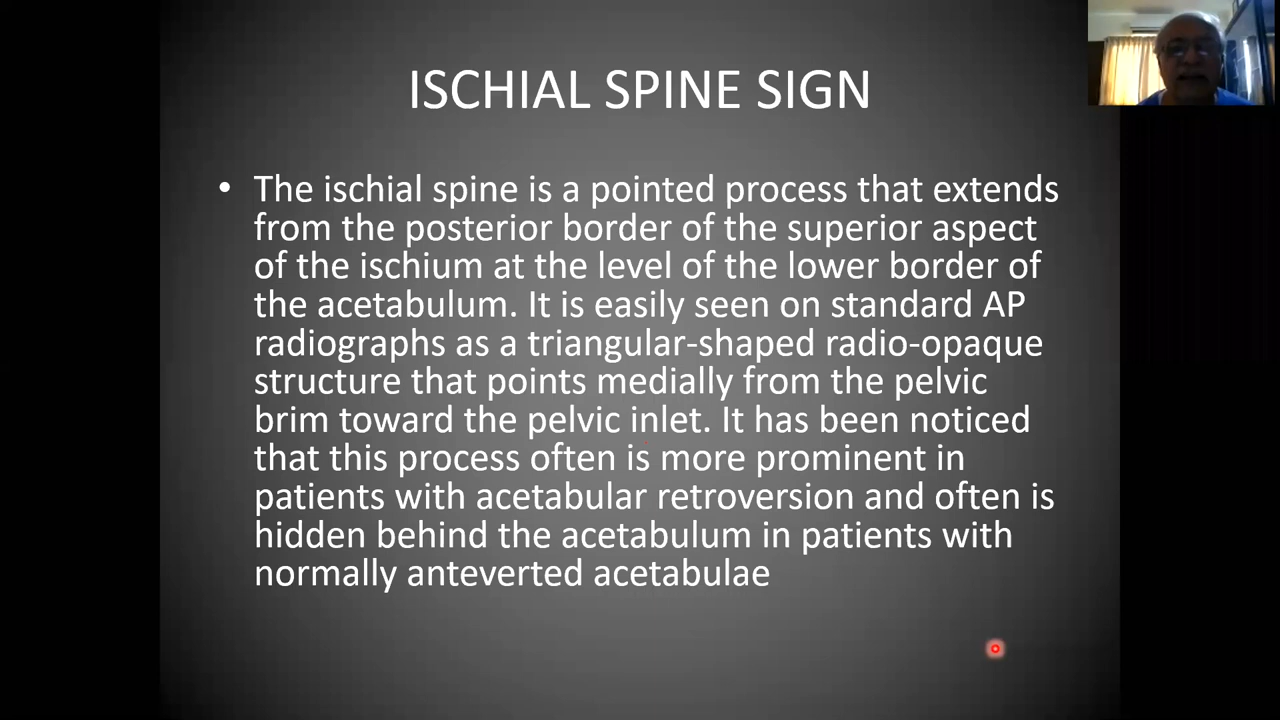 ISCHIAL SPINE SIGN
• The ischial spine is a pointed process that extends
from the posterior border of the superior aspect
of the ischium at the level of the lower border of
the acetabulum. It is easily seen on standard AP
radiographs as a triangular-shaped radio-opaque
structure that points medially from the pelvic
brim toward the pelvic inlet. It has been noticed
that this process often is more prominent in
patients with acetabular retroversion and often is
hidden behind the acetabulum in patients with
normally anteverted acetabulae